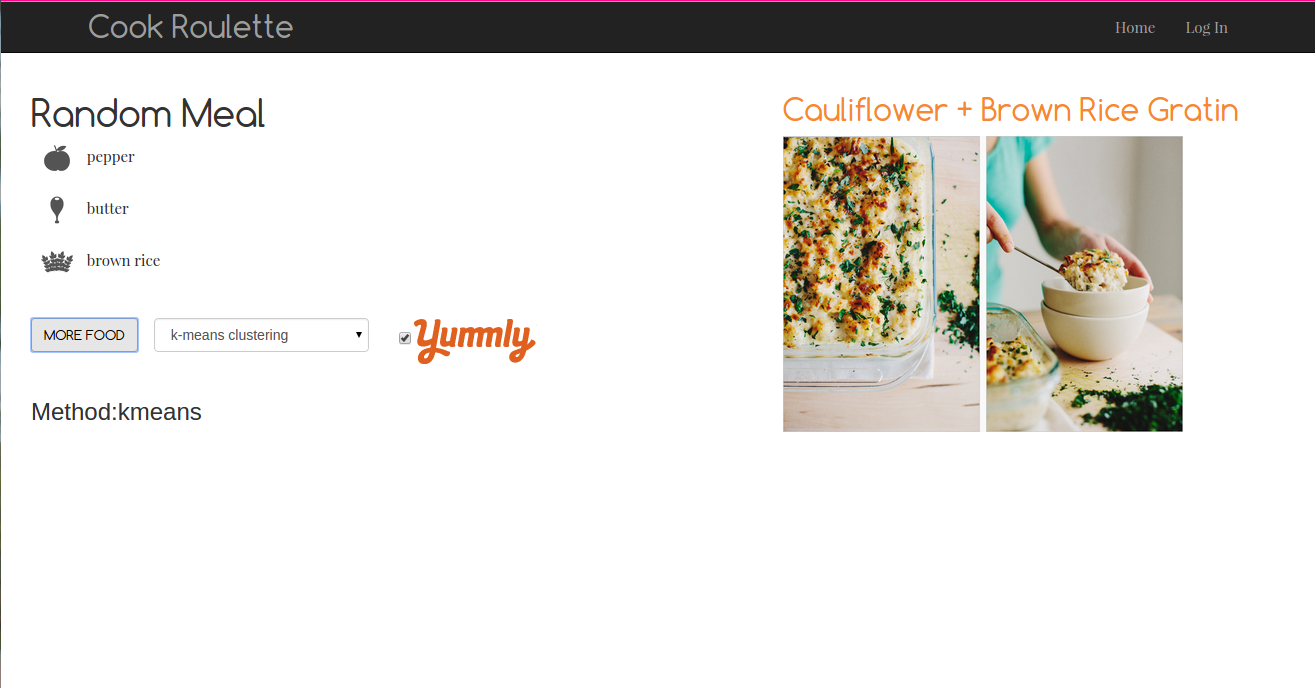 Cook Roulette
Home
Log In
Random Meal
pepper
butter
brown rice
MORE FOOD
k-means clustering
Yummly
Method:kmeans
Cauliflower + Brown Rice Gratin